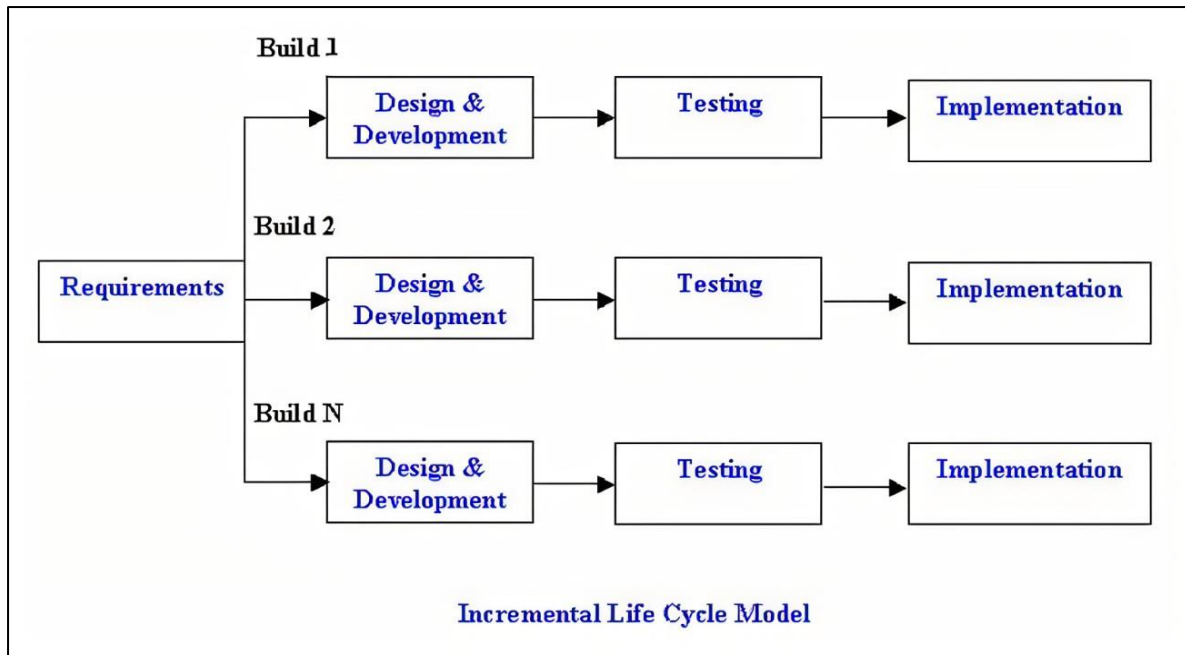 Build 1
Design &
Development
Testing
Implementation
Build 2
Requirements
Design &
Development
Testing
Implementation
Build N
Design &
Development
Testing
Implementation
Incremental Life Cycle Model